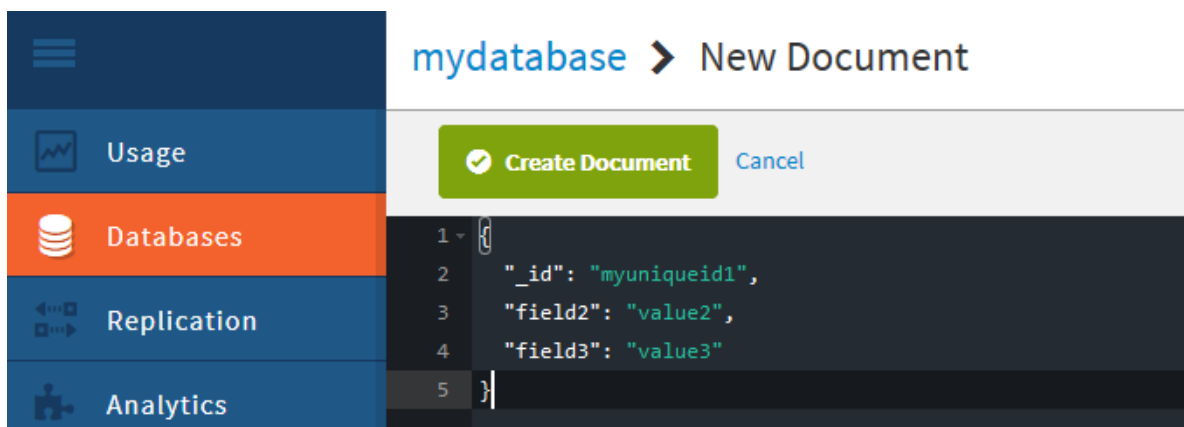 mydatabase > New Document
Usage
Create Document Cancel
Databases
1 {
2 "_id": "myuniqueid1",
3 "field2": "value2",
4 "field3": "value3"
5 }
Replication
Analytics